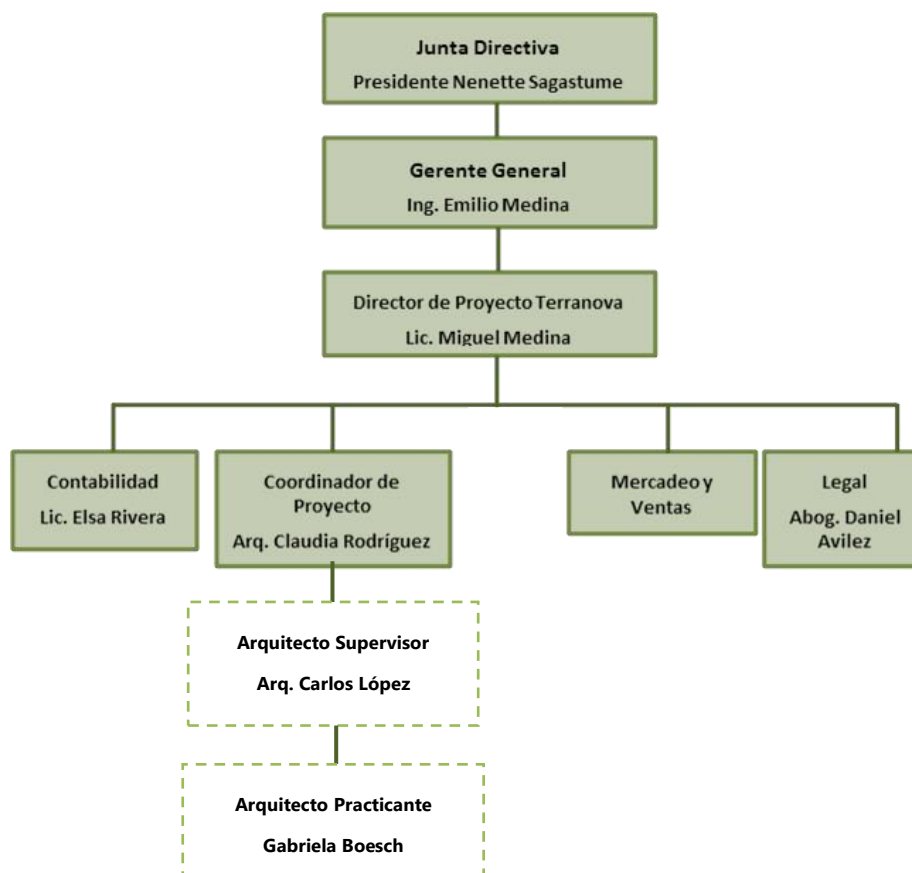 Junta Directiva
Presidente Nenette Sagastume
Gerente General
Ing. Emilio Medina
Director de Proyecto Terranova
Lic. Miguel Medina
Contabilidad
Lic. Elsa Rivera
Coordinador de
Proyecto
Arq. Claudia Rodríguez
Mercadeo y
Ventas
Legal
Abog. Daniel
Avilez
Arquitecto Supervisor
Arq. Carlos López
Arquitecto Practicante
Gabriela Boesch